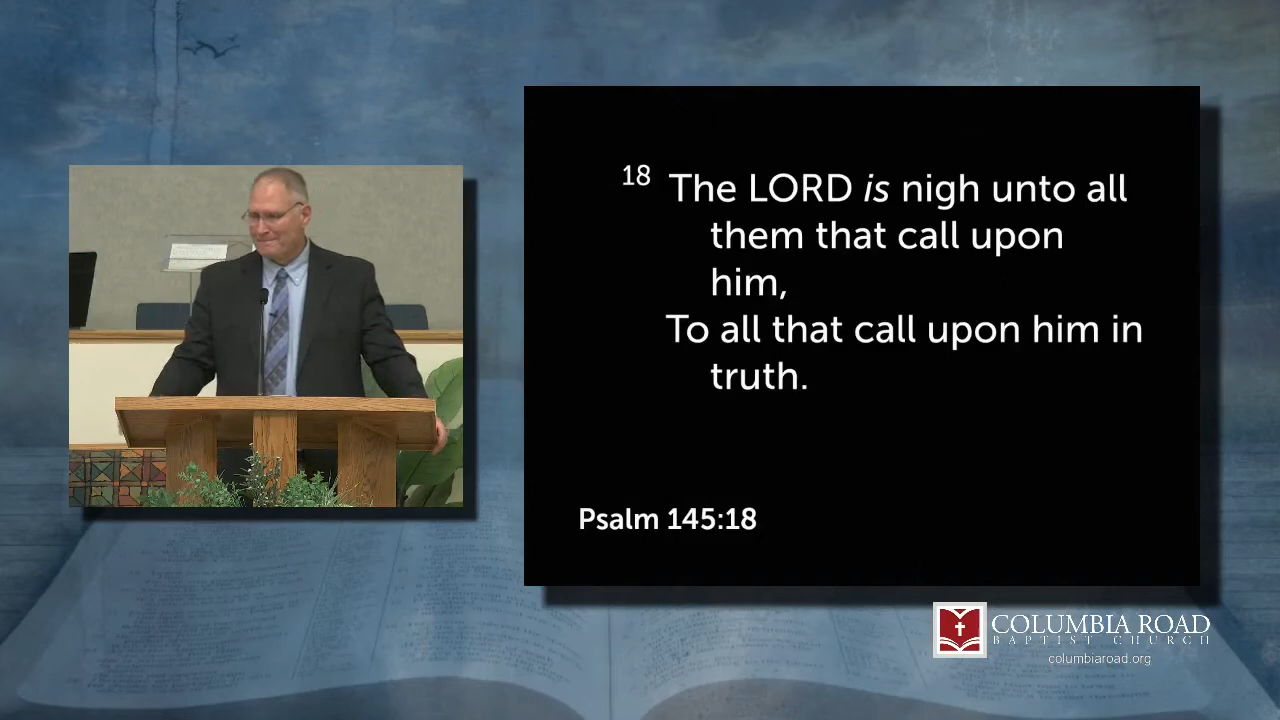 18 The LORD is nigh unto all
them that call upon
him,
To all that call upon him in
truth.
Psalm 145:18
COLUMBIA ROAD
BAPTIST CHURCH
columbiaroad.org